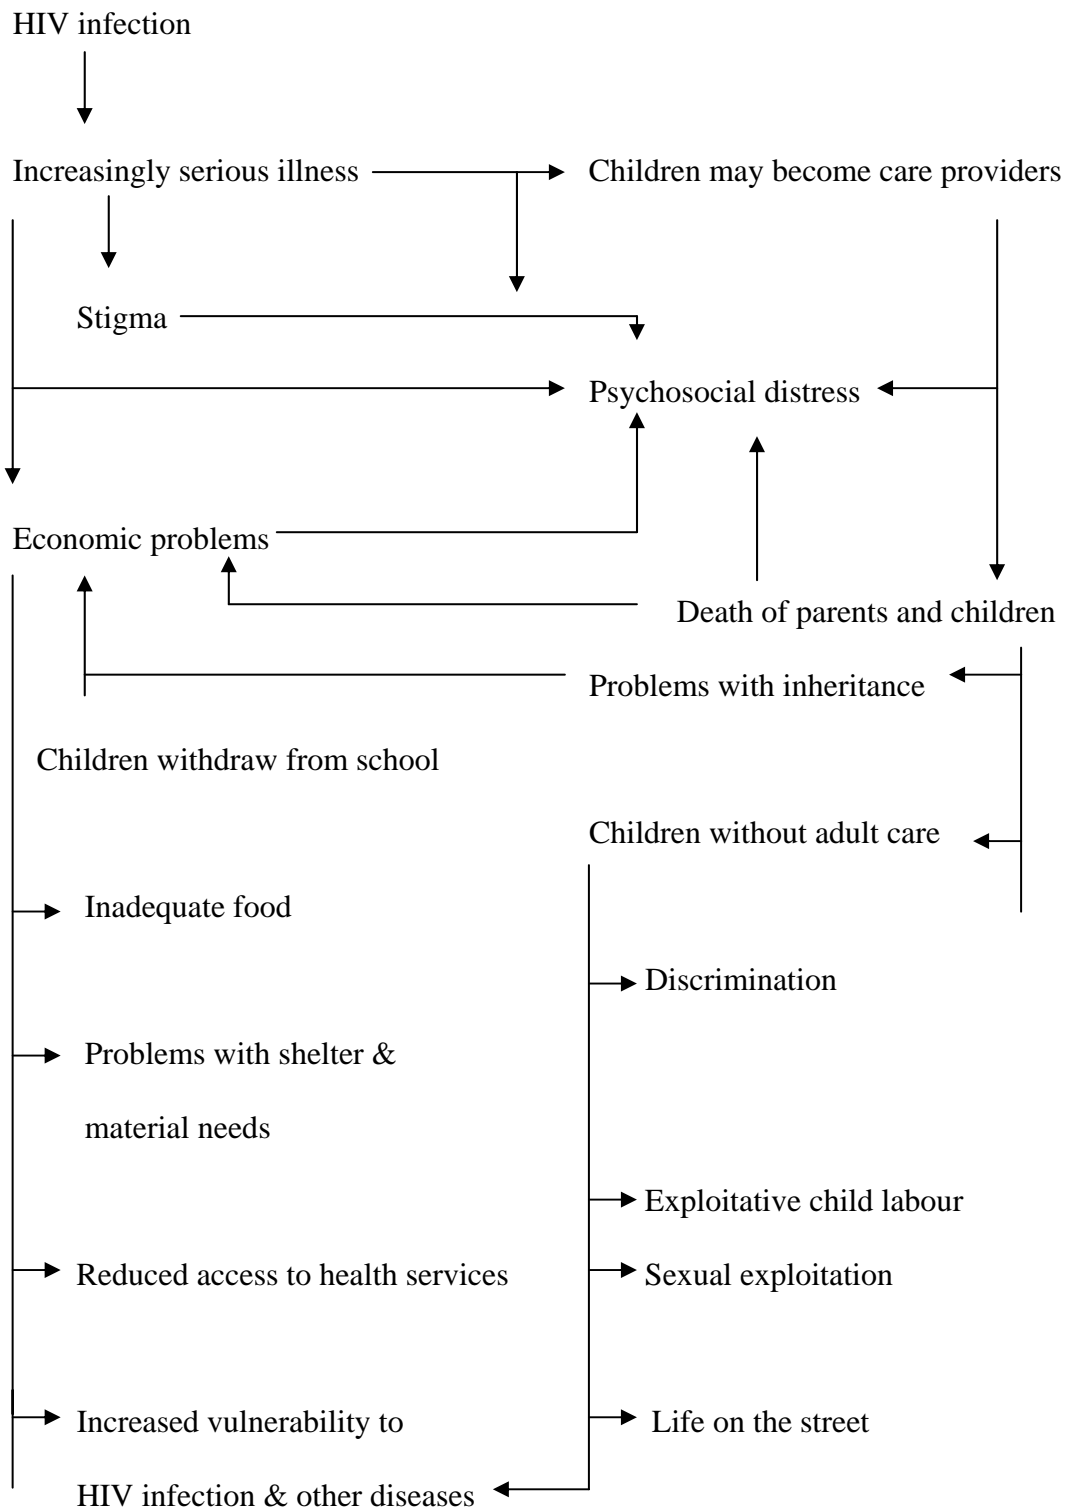 HIV infection
Increasingly serious illness
Children may become care providers
Stigma
Psychosocial distress
Economic problems
Death of parents and children
Problems with inheritance
Children withdraw from school
Children without adult care
Inadequate food
Discrimination
Problems with shelter &
material needs
Exploitative child labour
Reduced access to health services
Sexual exploitation
Increased vulnerability to
Life on the street
HIV infection & other diseases